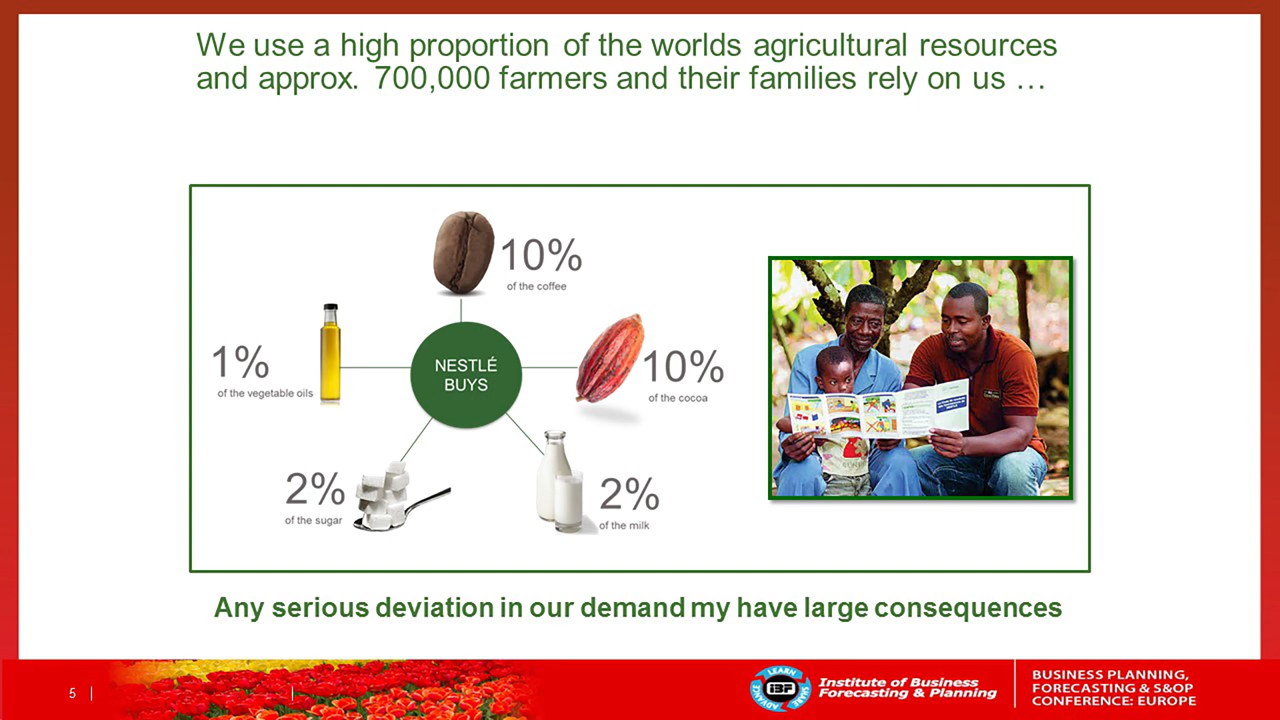 We use a high proportion of the worlds agricultural resources
and approx. 700,000 farmers and their families rely on us …
10%
of the coffee
1%
of the vegetable oils
NESTLÉ
BUYS
10%
of the cocoa
2%
of the sugar
2%
of the milk
Any serious deviation in our demand my have large consequences
5
LEARN
SHARE
ADVANCE
IBF
Institute of Business
Forecasting & Planning
BUSINESS PLANNING,
FORECASTING & S&OP
CONFERENCE: EUROPE